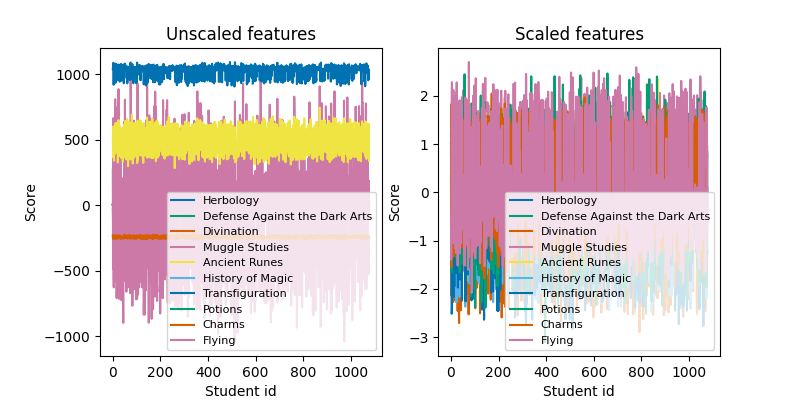 Unscaled features
Scaled features
1000
500
0
−500
−1000
Score
Herbology
Defense Against the Dark Arts
Divination
Muggle Studies
Ancient Runes
History of Magic
Transfiguration
Potions
Charms
Flying
0 200 400 600 800 1000
Student id
2
1
0
−1
−2
−3
Score
Herbology
Defense Against the Dark Arts
Divination
Muggle Studies
Ancient Runes
History of Magic
Transfiguration
Potions
Charms
Flying
0 200 400 600 800 1000
Student id